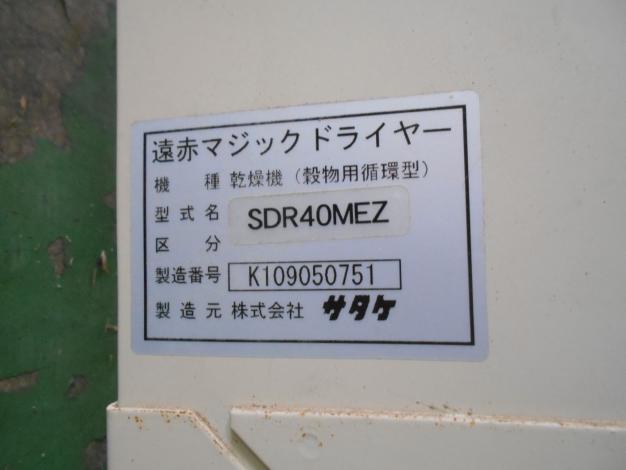 遠赤マジックドライヤー
機種 乾燥機（穀物用循環型）
型式名 SDR40MEZ
区分
製造番号 K109050751
製造元 株式会社 サタケ